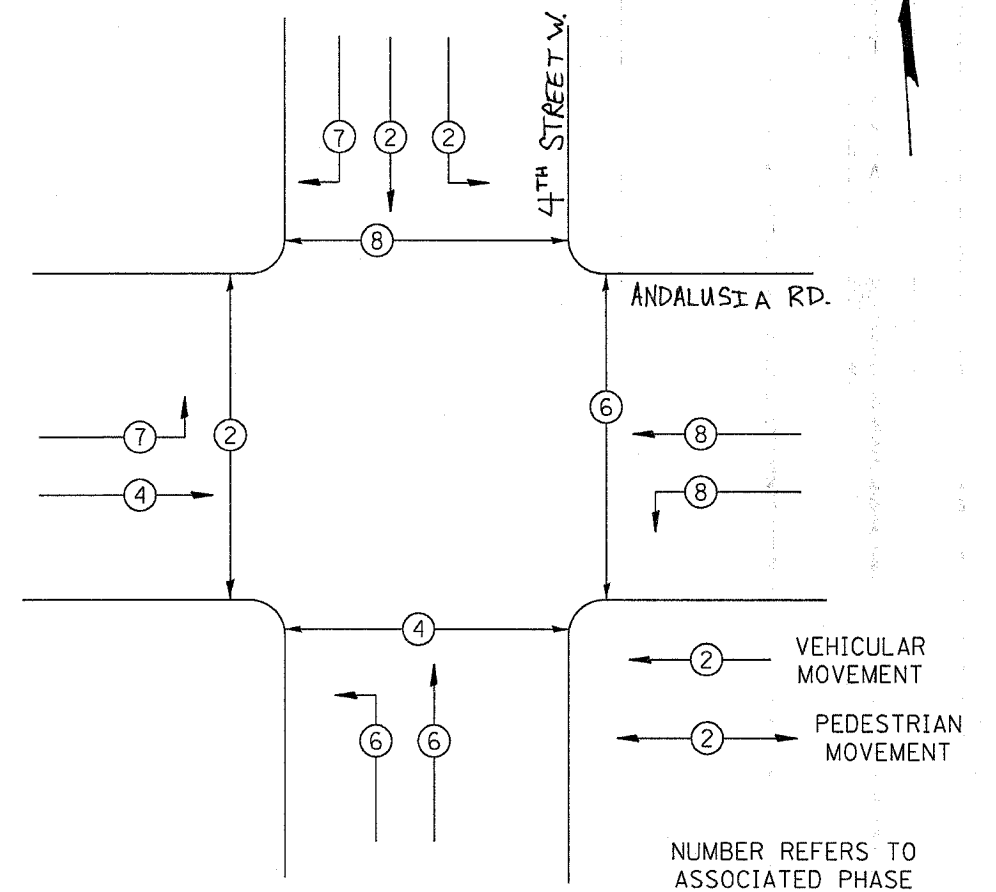 4TH STREET W.
7
2
2
8
ANDALUSIA RD.
6
7
2
8
4
8
4
2
VEHICULAR
MOVEMENT
6
6
2
PEDESTRIAN
MOVEMENT
NUMBER REFERS TO
ASSOCIATED PHASE